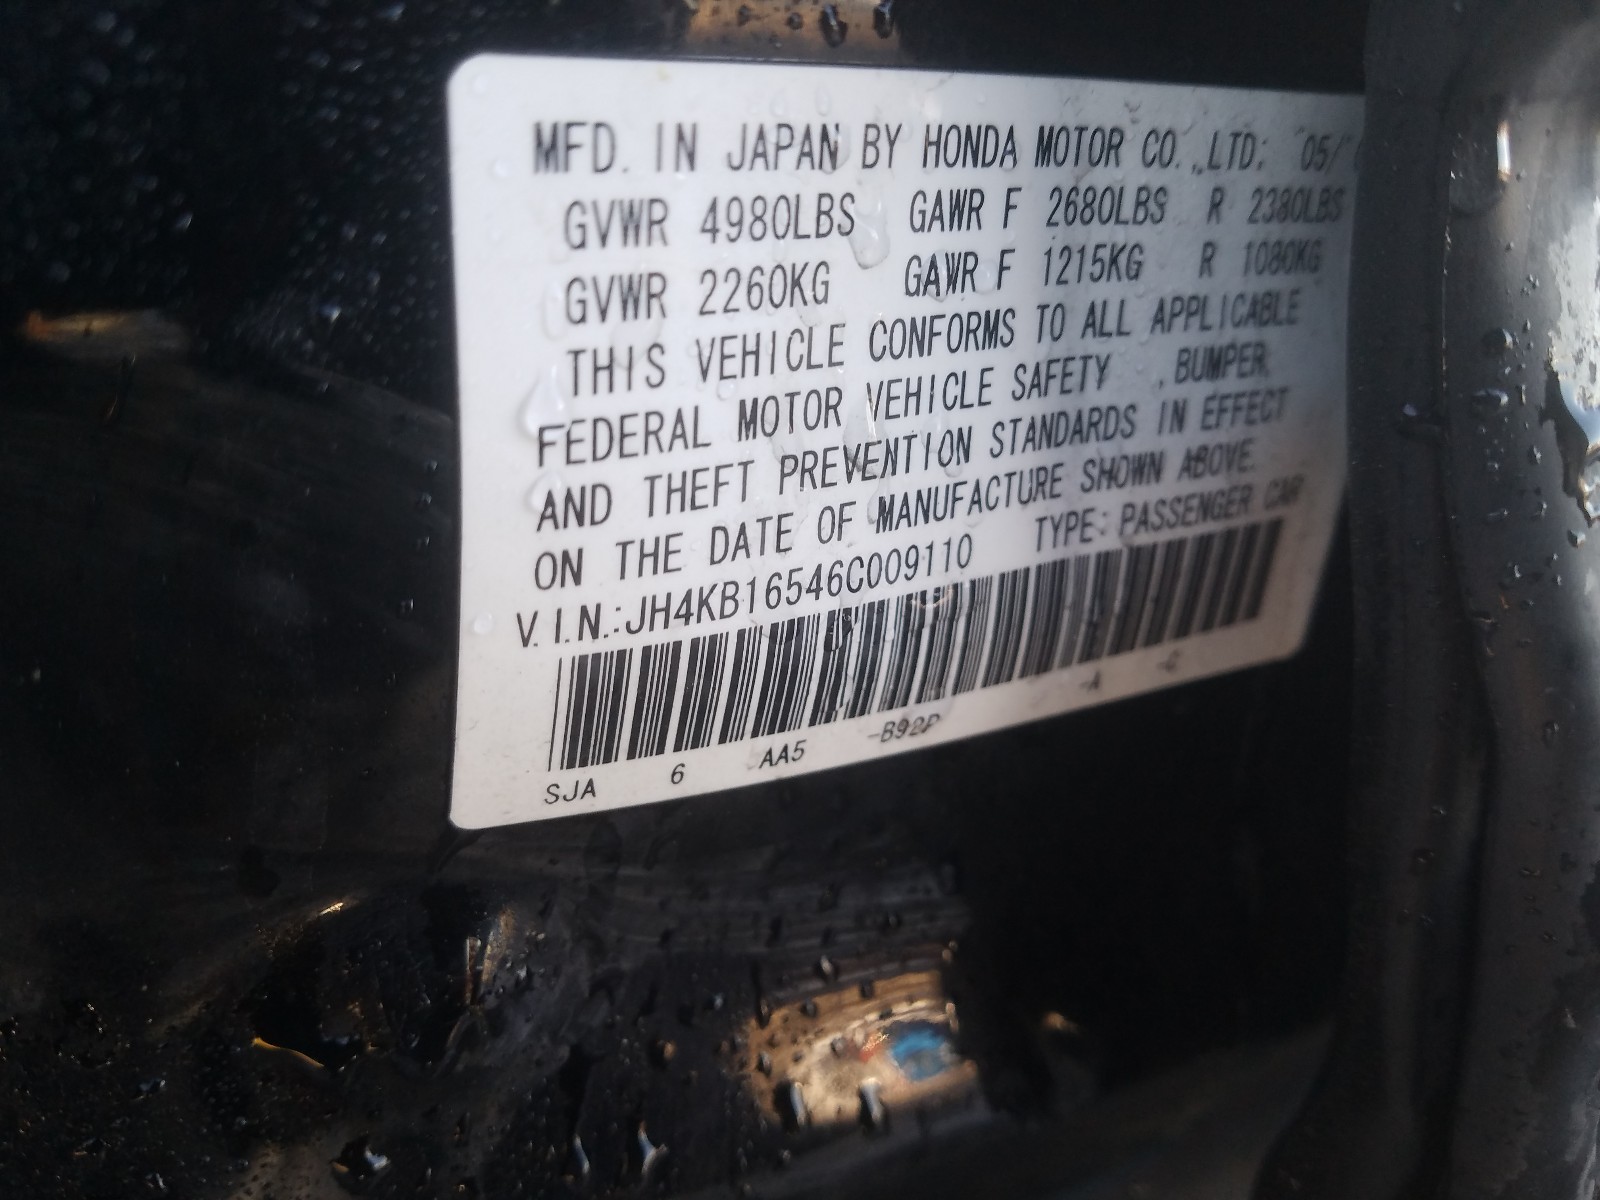 MFD. IN JAPAN BY HONDA MOTOR CO.,LTD: 05/
GVWR 4980LBS GAWR F 2680LBS R 2380LBS
GVWR 2260KG GAWR F 1215KG R 1080KG
THIS VEHICLE CONFORMS TO ALL APPLICABLE
FEDERAL MOTOR VEHICLE SAFETY , BUMPER,
AND THEFT PREVENTION STANDARDS IN EFFECT
ON THE DATE OF MANUFACTURE SHOWN ABOVE.
V.I.N.:JH4KB16546C009110 TYPE: PASSENGER CAR
SJA 6 AA5 -B92P -A -C